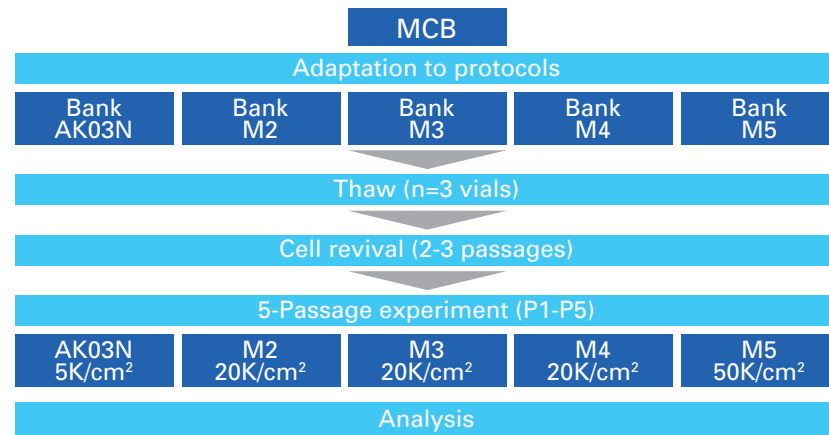 MCB
Adaptation to protocols
Bank
AK03N
Bank
M2
Bank
M3
Bank
M4
Bank
M5
Thaw (n=3 vials)
Cell revival (2-3 passages)
5-Passage experiment (P1-P5)
AK03N
5K/cm²
M2
20K/cm²
M3
20K/cm²
M4
20K/cm²
M5
50K/cm²
Analysis